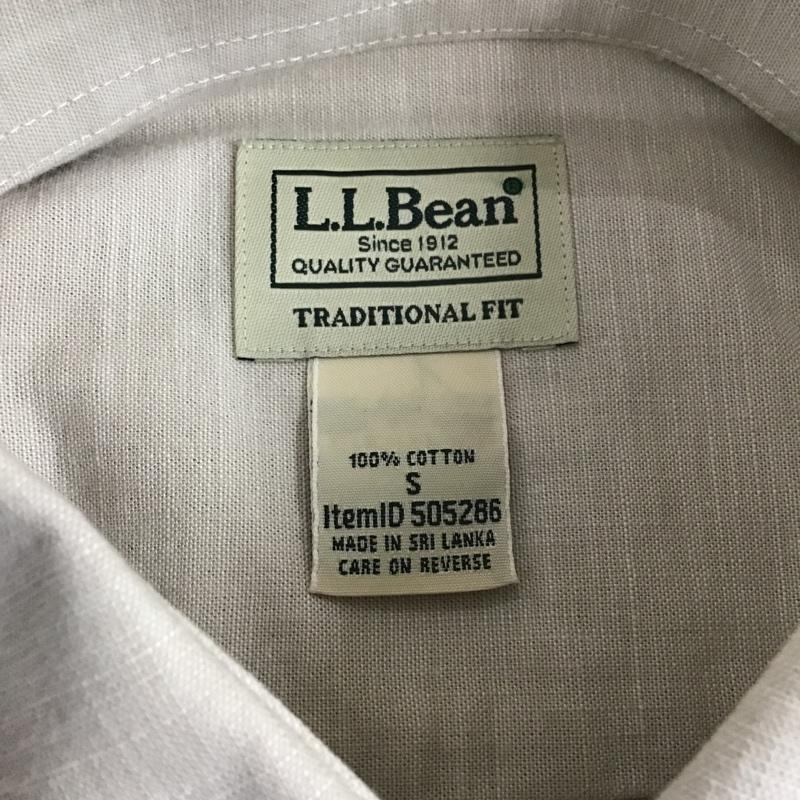 L.L.Bean®
Since 1912
QUALITY GUARANTEED
TRADITIONAL FIT
100% COTTON
S
ItemID 505286
MADE IN SRI LANKA
CARE ON REVERSE